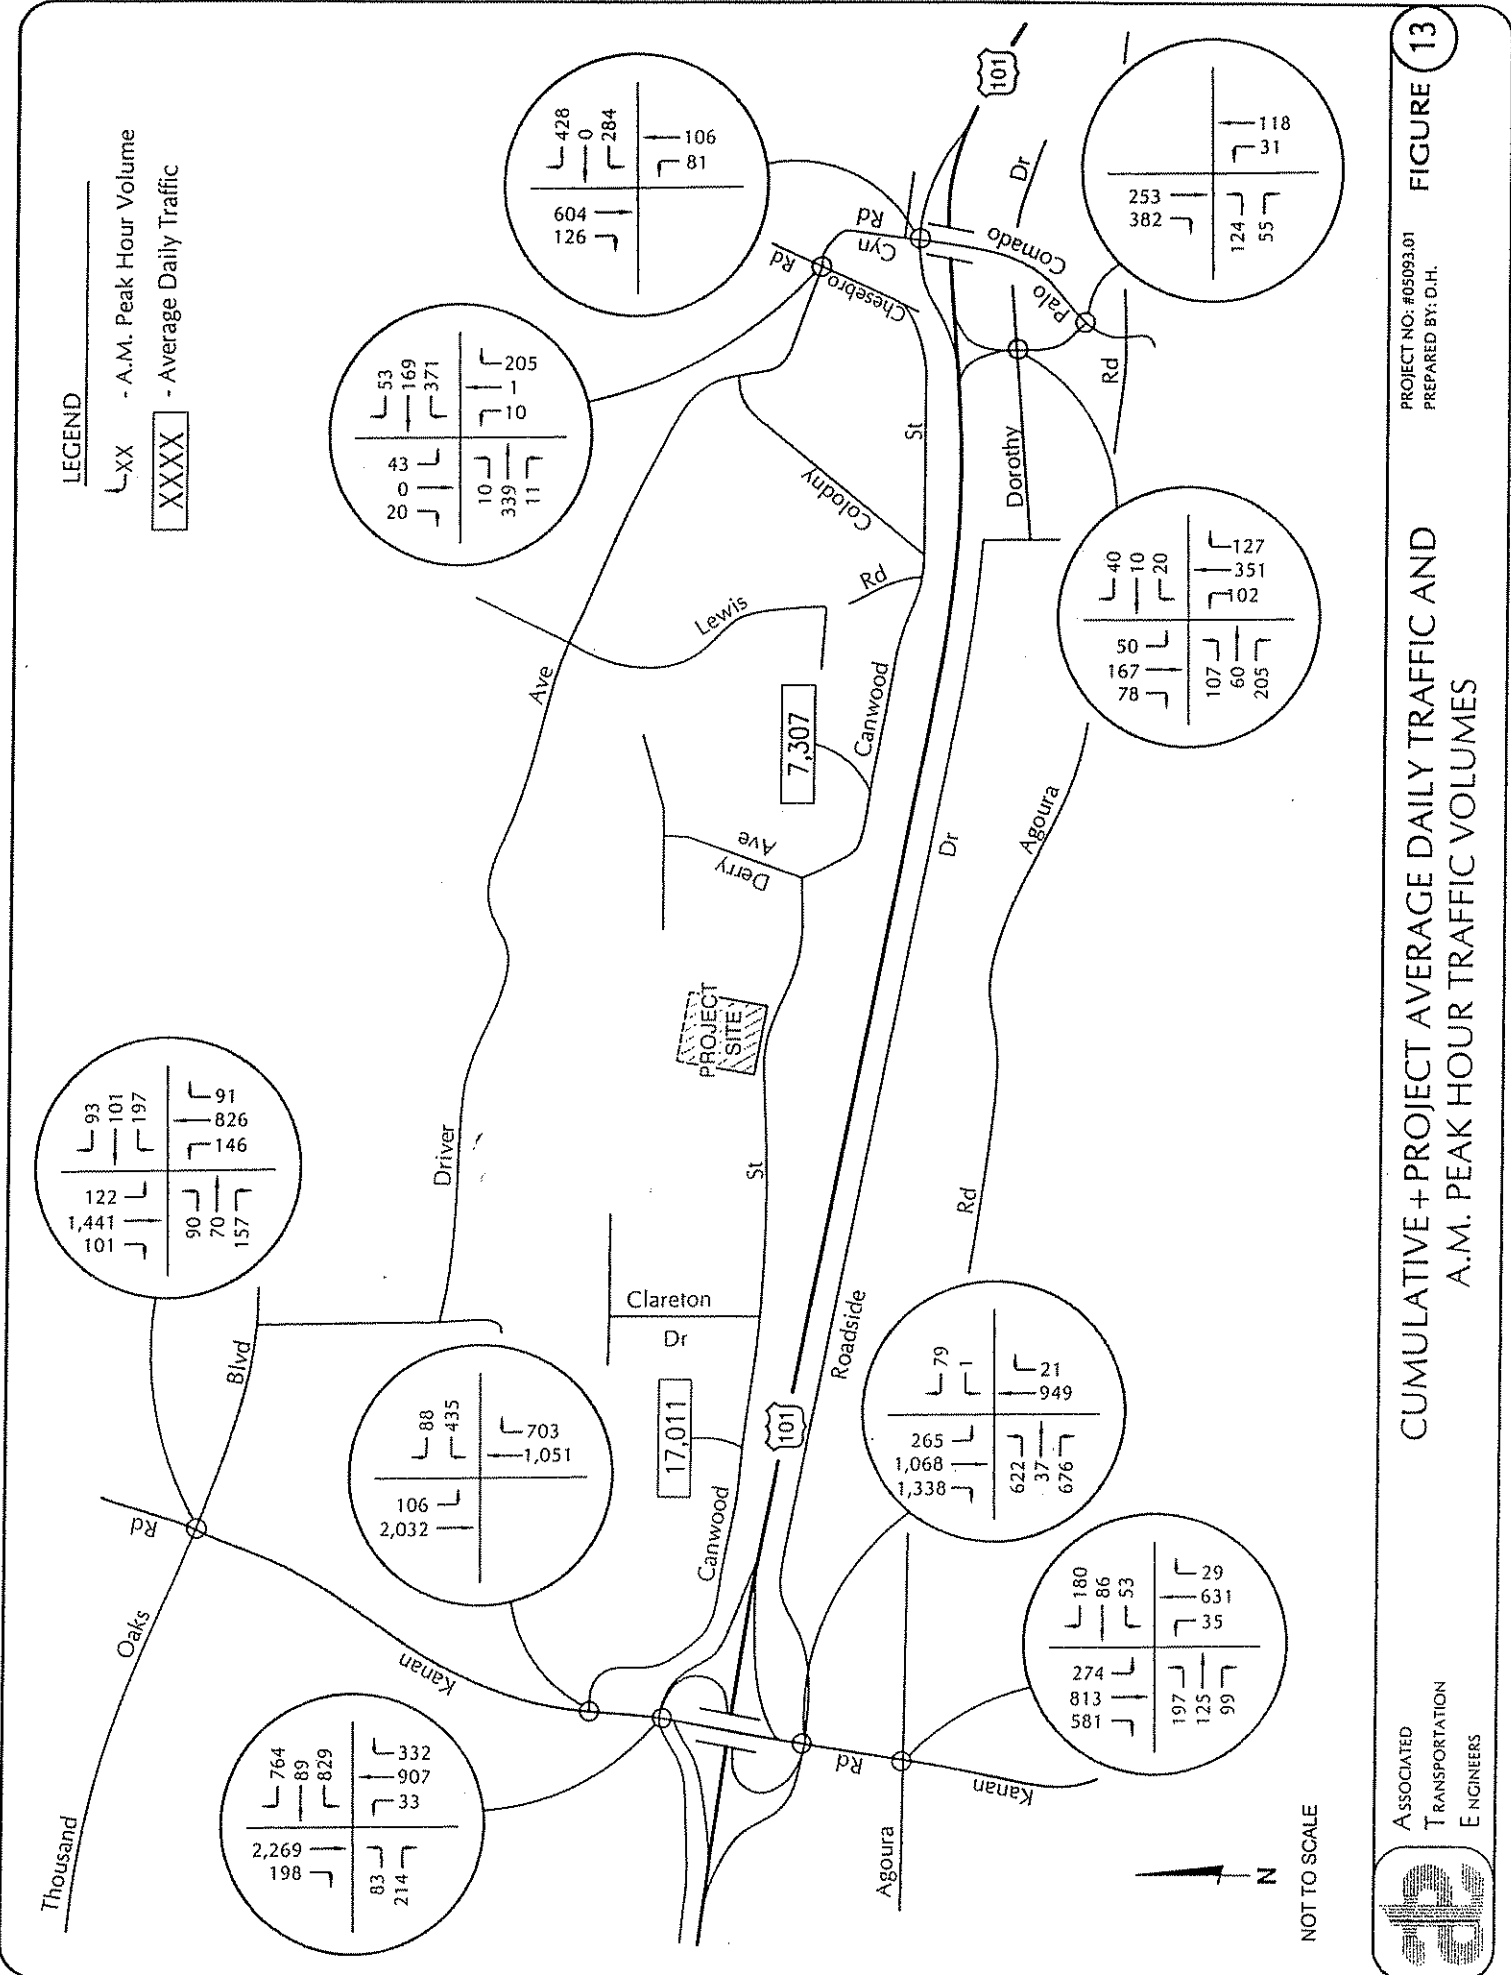 LEGEND
XX - A.M. Peak Hour Volume
XXXX - Average Daily Traffic
Thousand
Oaks
Blvd
Rd
Kanan
Driver
Ave
Lewis
Rd
Colodny
Chesebro
Rd
Cyn
Rd
Palo
Comado
Dr
Dorothy
Rd
Agoura
Rd
Roadside
Dr
Canwood
St
Canwood
St
Derry
Ave
Clareton
Dr
PROJECT
SITE
17,011
7,307
101
101
Agoura
Rd
Kanan
93
101
197
122
1,441
101
91
826
146
90
70
157
88
435
106
2,032
703
1,051
764
89
829
2,269
198
332
907
33
83
214
79
1
265
1,068
1,338
21
949
622
37
676
180
86
53
274
813
581
29
631
35
197
125
99
53
169
371
43
0
20
205
1
10
10
339
11
428
0
284
604
126
106
81
40
10
20
50
167
78
127
351
102
107
60
205
253
382
118
31
124
55
N
NOT TO SCALE
ASSOCIATED
TRANSPORTATION
ENGINEERS
CUMULATIVE + PROJECT AVERAGE DAILY TRAFFIC AND
A.M. PEAK HOUR TRAFFIC VOLUMES
PROJECT NO: #05093.01
PREPARED BY: D.H.
FIGURE 13